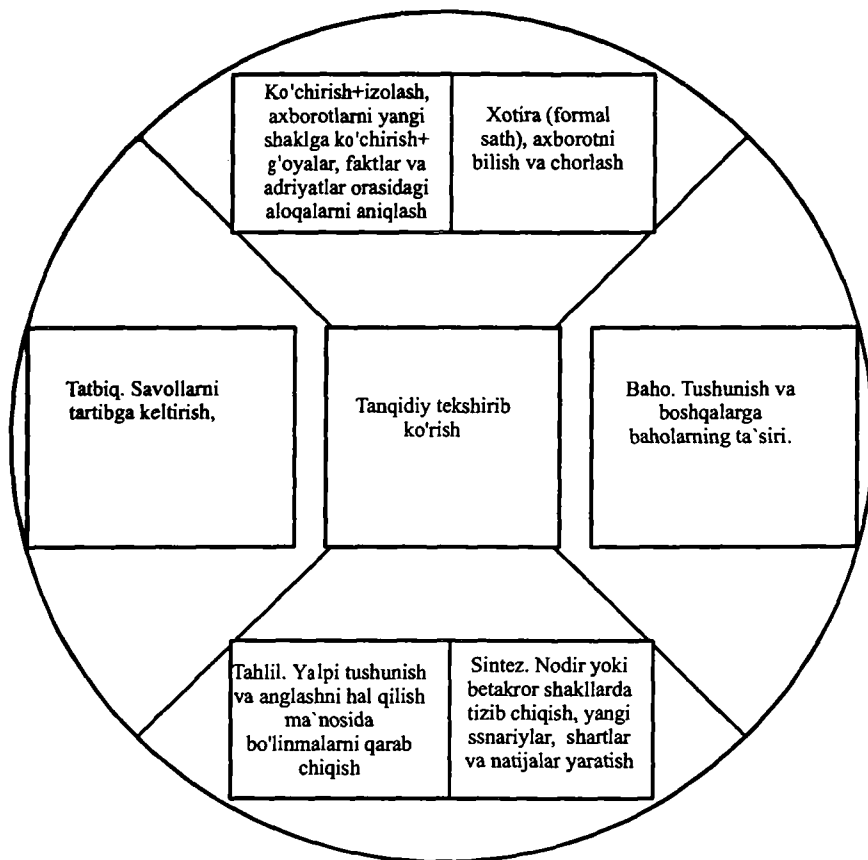 Ko'chirish+izolash,
axborotlarni yangi
shaklga ko'chirish+
g'oyalar, faktlar va
adriyatlar orasidagi
aloqalarni aniqlash
Xotira (formal
sath), axborotni
bilish va chorlash
Tatbiq. Savollarni
tartibga keltirish,
Tanqidiy tekshirib
ko'rish
Baho. Tushunish va
boshqalarga
baholarning ta`siri.
Tahlil. Yalpi tushunish
va anglashni hal qilish
ma`nosida
bo'linmalarni qarab
chiqish
Sintez. Nodir yoki
betakror shakllarda
tizib chiqish, yangi
ssnariylar, shartlar
va natijalar yaratish